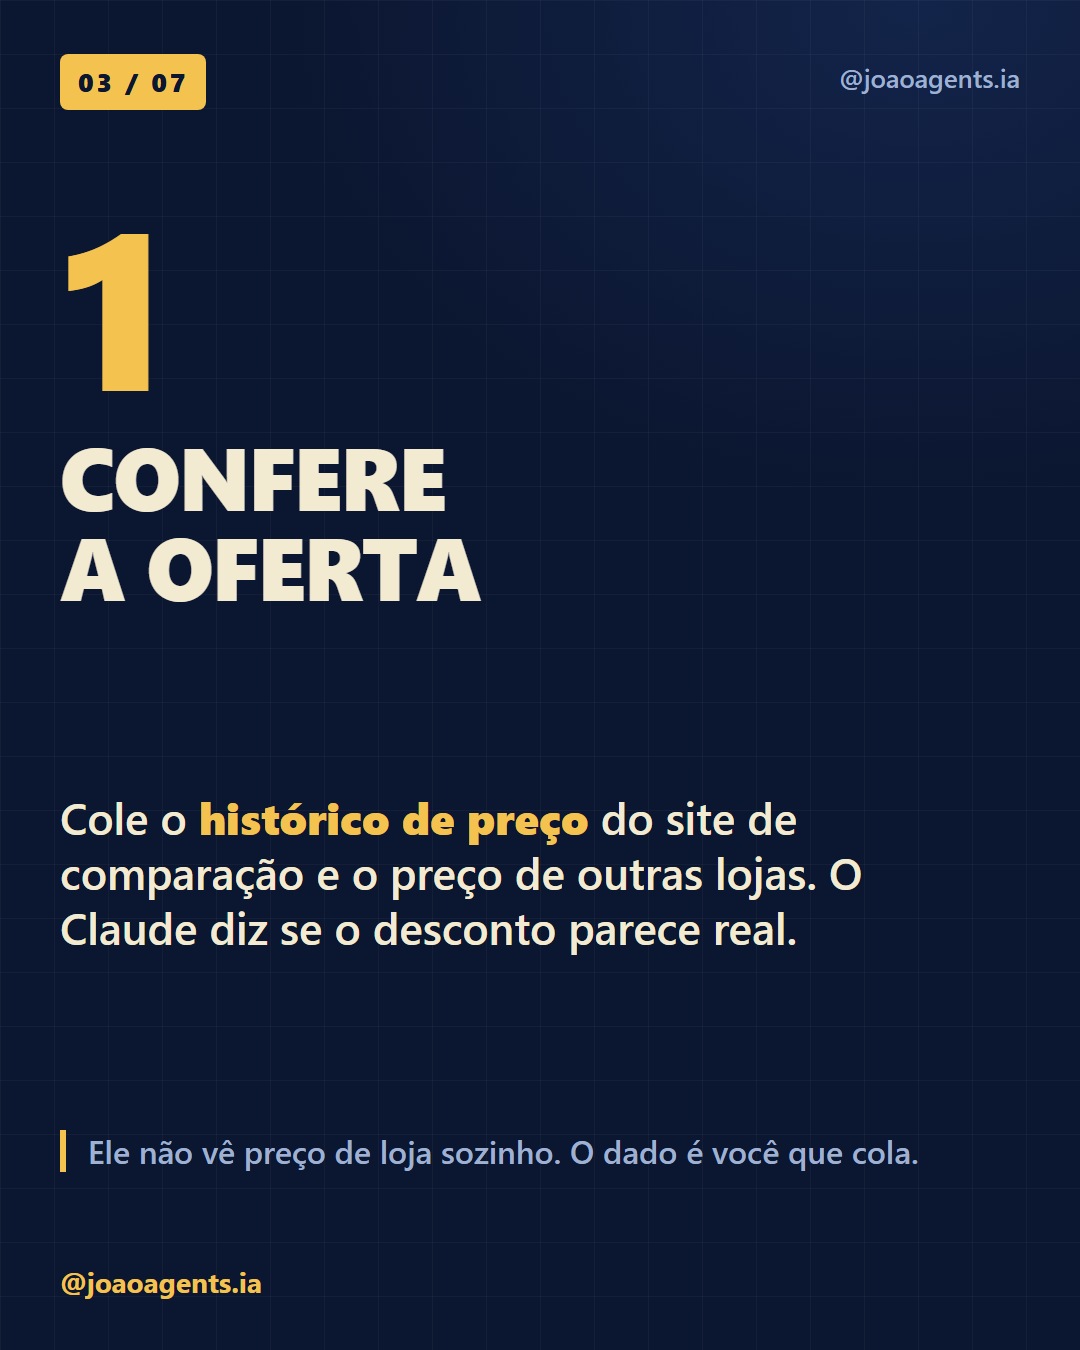 03 / 07
@joaoagents.ia
1
CONFERE
A OFERTA
Cole o histórico de preço do site de
comparação e o preço de outras lojas. O
Claude diz se o desconto parece real.
Ele não vê preço de loja sozinho. O dado é você que cola.
@joaoagents.ia